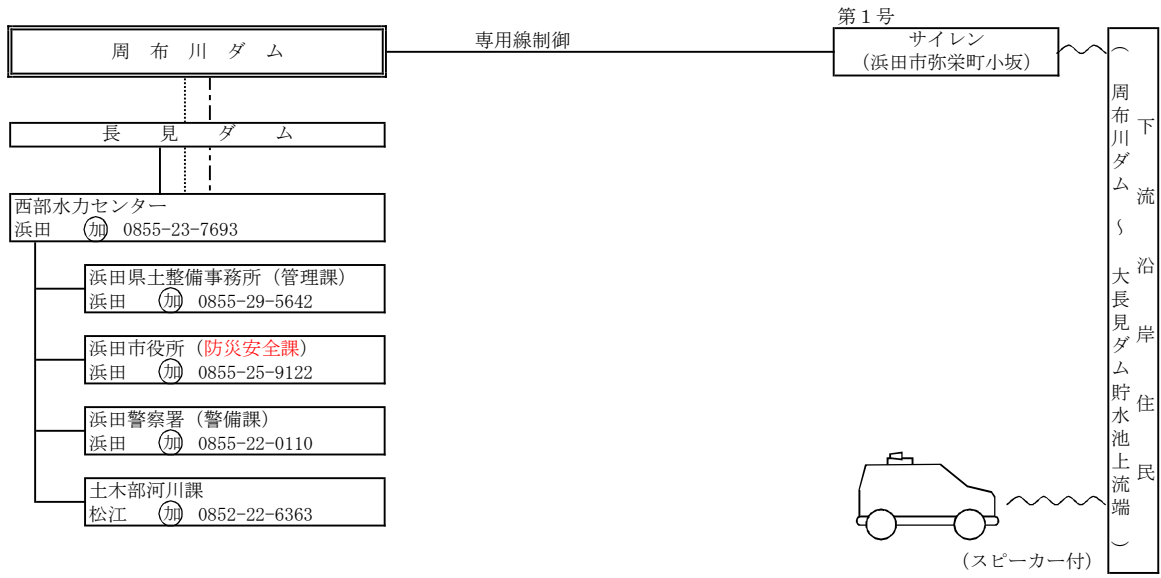 第１号
周布川ダム
専用線制御
サイレン
（浜田市弥栄町小坂）
長見ダム
西部水力センター
浜田 ㋕ 0855-23-7693
浜田県土整備事務所（管理課）
浜田 加 0855-29-5642
浜田市役所（防災安全課）
浜田 加 0855-25-9122
浜田警察署（警備課）
浜田 加 0855-22-0110
土木部河川課
松江 加 0852-22-6363
（スピーカー付）
下流沿岸住民
（周布川ダム～大長見ダム貯水池上流端）